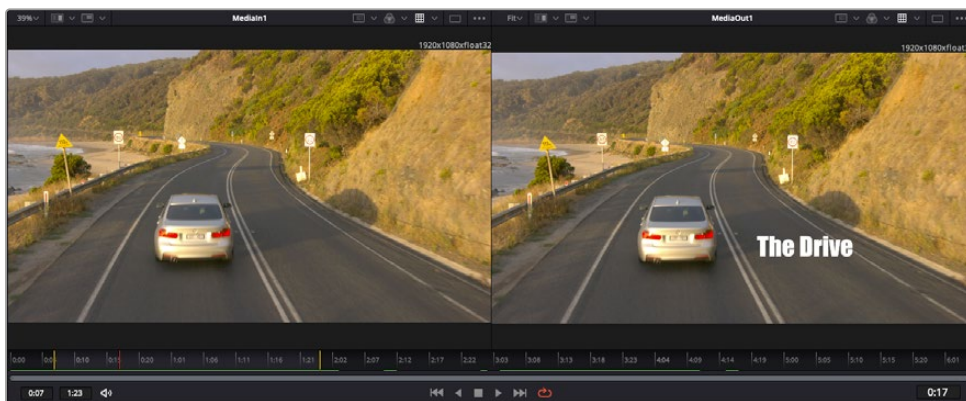 39%
MediaIn1
Fit
MediaOut1
1920x1080xfloat32
1920x1080xfloat32
The Drive
0:00 0:10 0:20 1:01 1:06 1:11 1:16 1:21 2:02 2:07 2:12 2:17 2:22 3:03 3:08 3:13 3:18 3:23 4:04 4:09 4:14 4:19 5:00 5:05 5:10 5:15 5:20 6:01
0:07 1:23 0:17